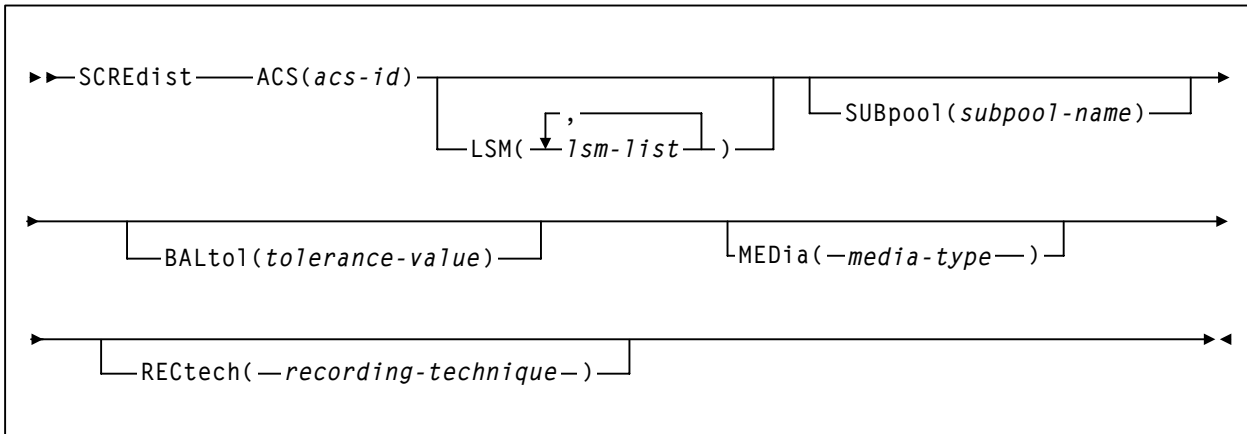 SCREdist ACS(acs-id)
,
LSM( lsm-list )
SUBpool(subpool-name)
BALtol(tolerance-value) MEDia( media-type )
RECtech( recording-technique )